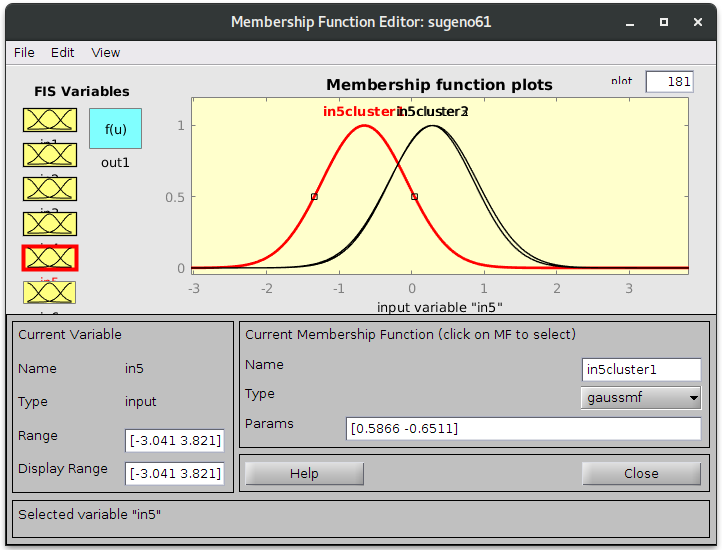 Membership Function Editor: sugeno61
File Edit View
FIS Variables
f(u)
out1
in5
Membership function plots
plot
181
in5cluster1
in5cluster2
1
0.5
0
-3 -2 -1 0 1 2 3
input variable "in5"
Current Variable
Name in5
Type input
Range [-3.041 3.821]
Display Range [-3.041 3.821]
Current Membership Function (click on MF to select)
Name in5cluster1
Type gaussmf
Params [0.5866 -0.6511]
Help Close
Selected variable "in5"